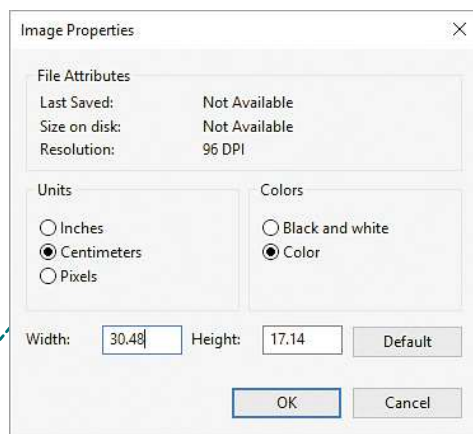 Image Properties
File Attributes
Last Saved: Not Available
Size on disk: Not Available
Resolution: 96 DPI
Units
Inches
Centimeters
Pixels
Colors
Black and white
Color
Width: 30.48 Height: 17.14 Default
OK Cancel